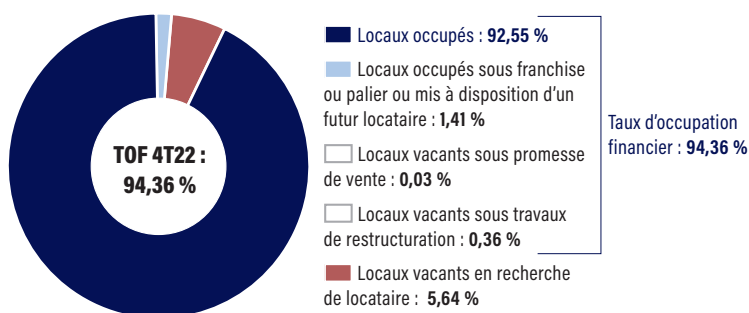 TOF 4T22 :
94,36 %
Locaux occupés : 92,55 %
Locaux occupés sous franchise
ou palier ou mis à disposition d'un
futur locataire : 1,41 %
Locaux vacants sous promesse
de vente : 0,03 %
Locaux vacants sous travaux
de restructuration : 0,36 %
Locaux vacants en recherche
de locataire : 5,64 %
Taux d'occupation
financier : 94,36 %